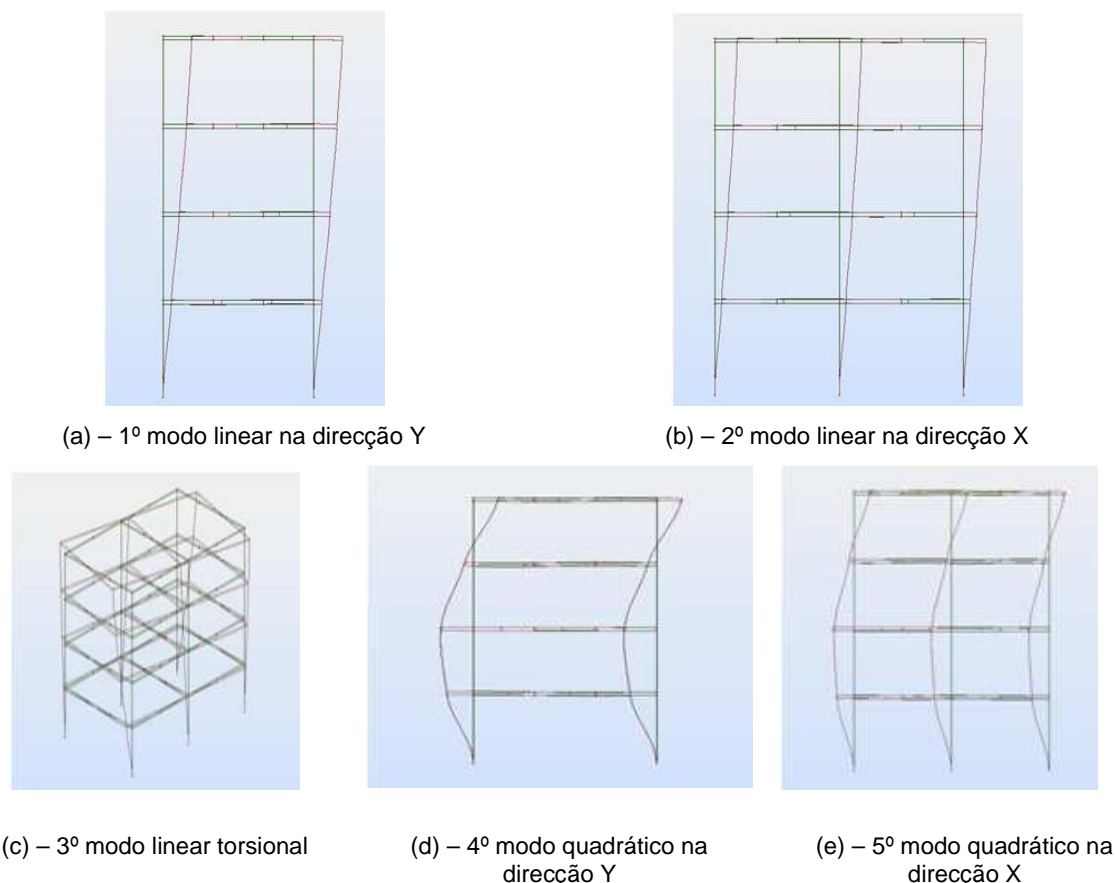 (a) – 1º modo linear na direcção Y
(b) – 2º modo linear na direcção X
(c) – 3º modo linear torsional
(d) – 4º modo quadrático na
direcção Y
(e) – 5º modo quadrático na
direcção X